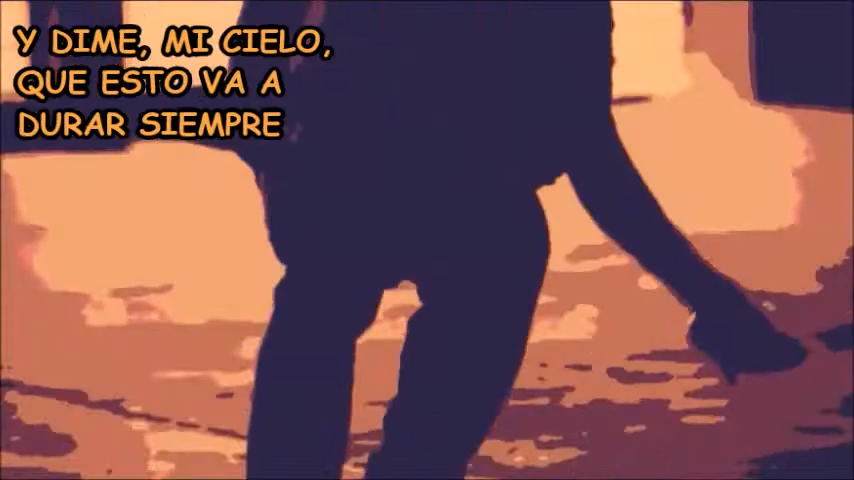 Y DIME, MI CIELO,
QUE ESTO VA A
DURAR SIEMPRE